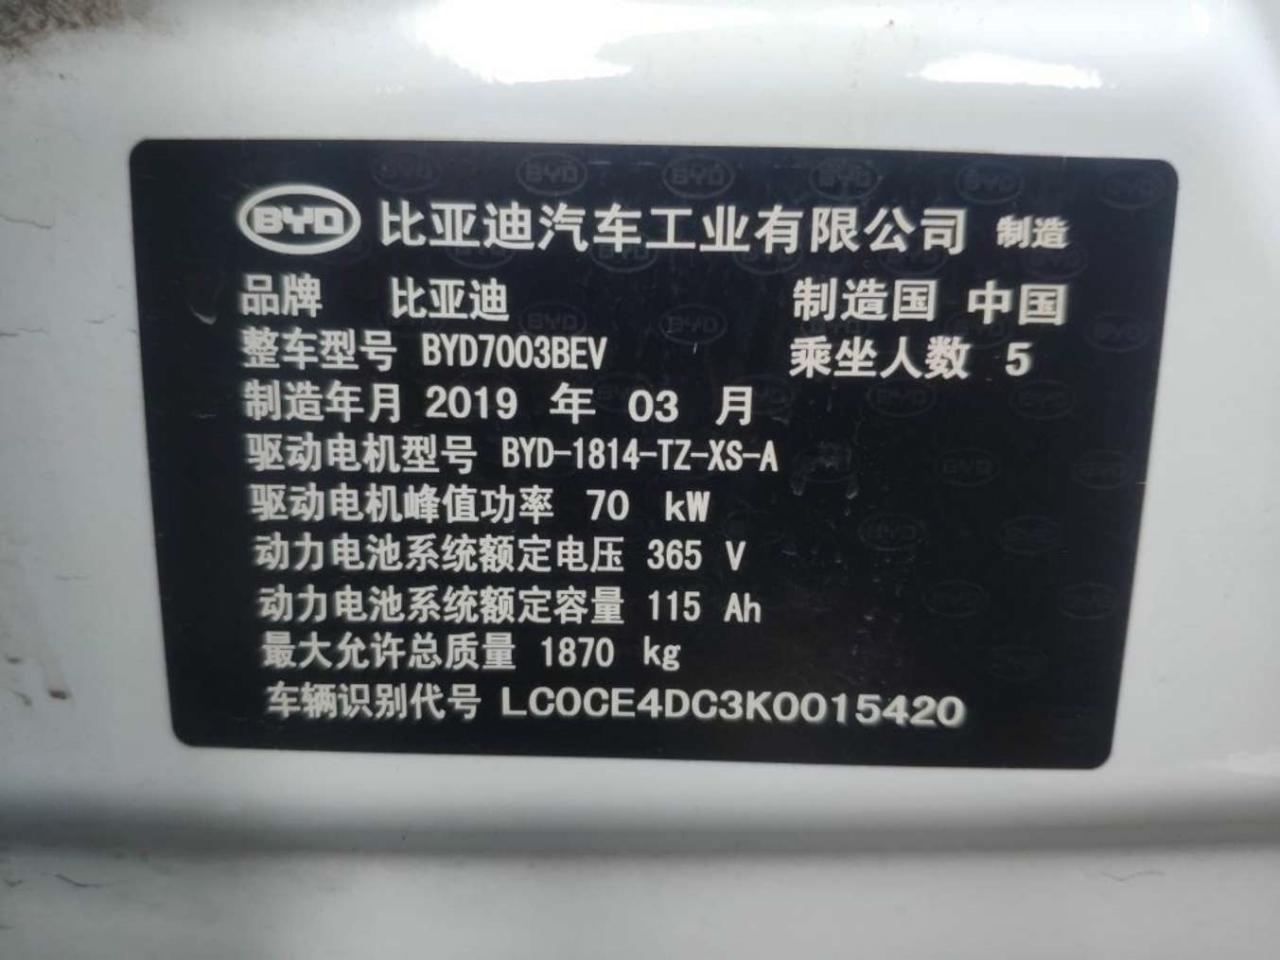 BYD 比亚迪汽车工业有限公司 制造
品牌 比亚迪 制造国 中国
整车型号 BYD7003BEV 乘坐人数 5
制造年月 2019 年 03 月
驱动电机型号 BYD-1814-TZ-XS-A
驱动电机峰值功率 70 kW
动力电池系统额定电压 365 V
动力电池系统额定容量 115 Ah
最大允许总质量 1870 kg
车辆识别代号 LC0CE4DC3K0015420